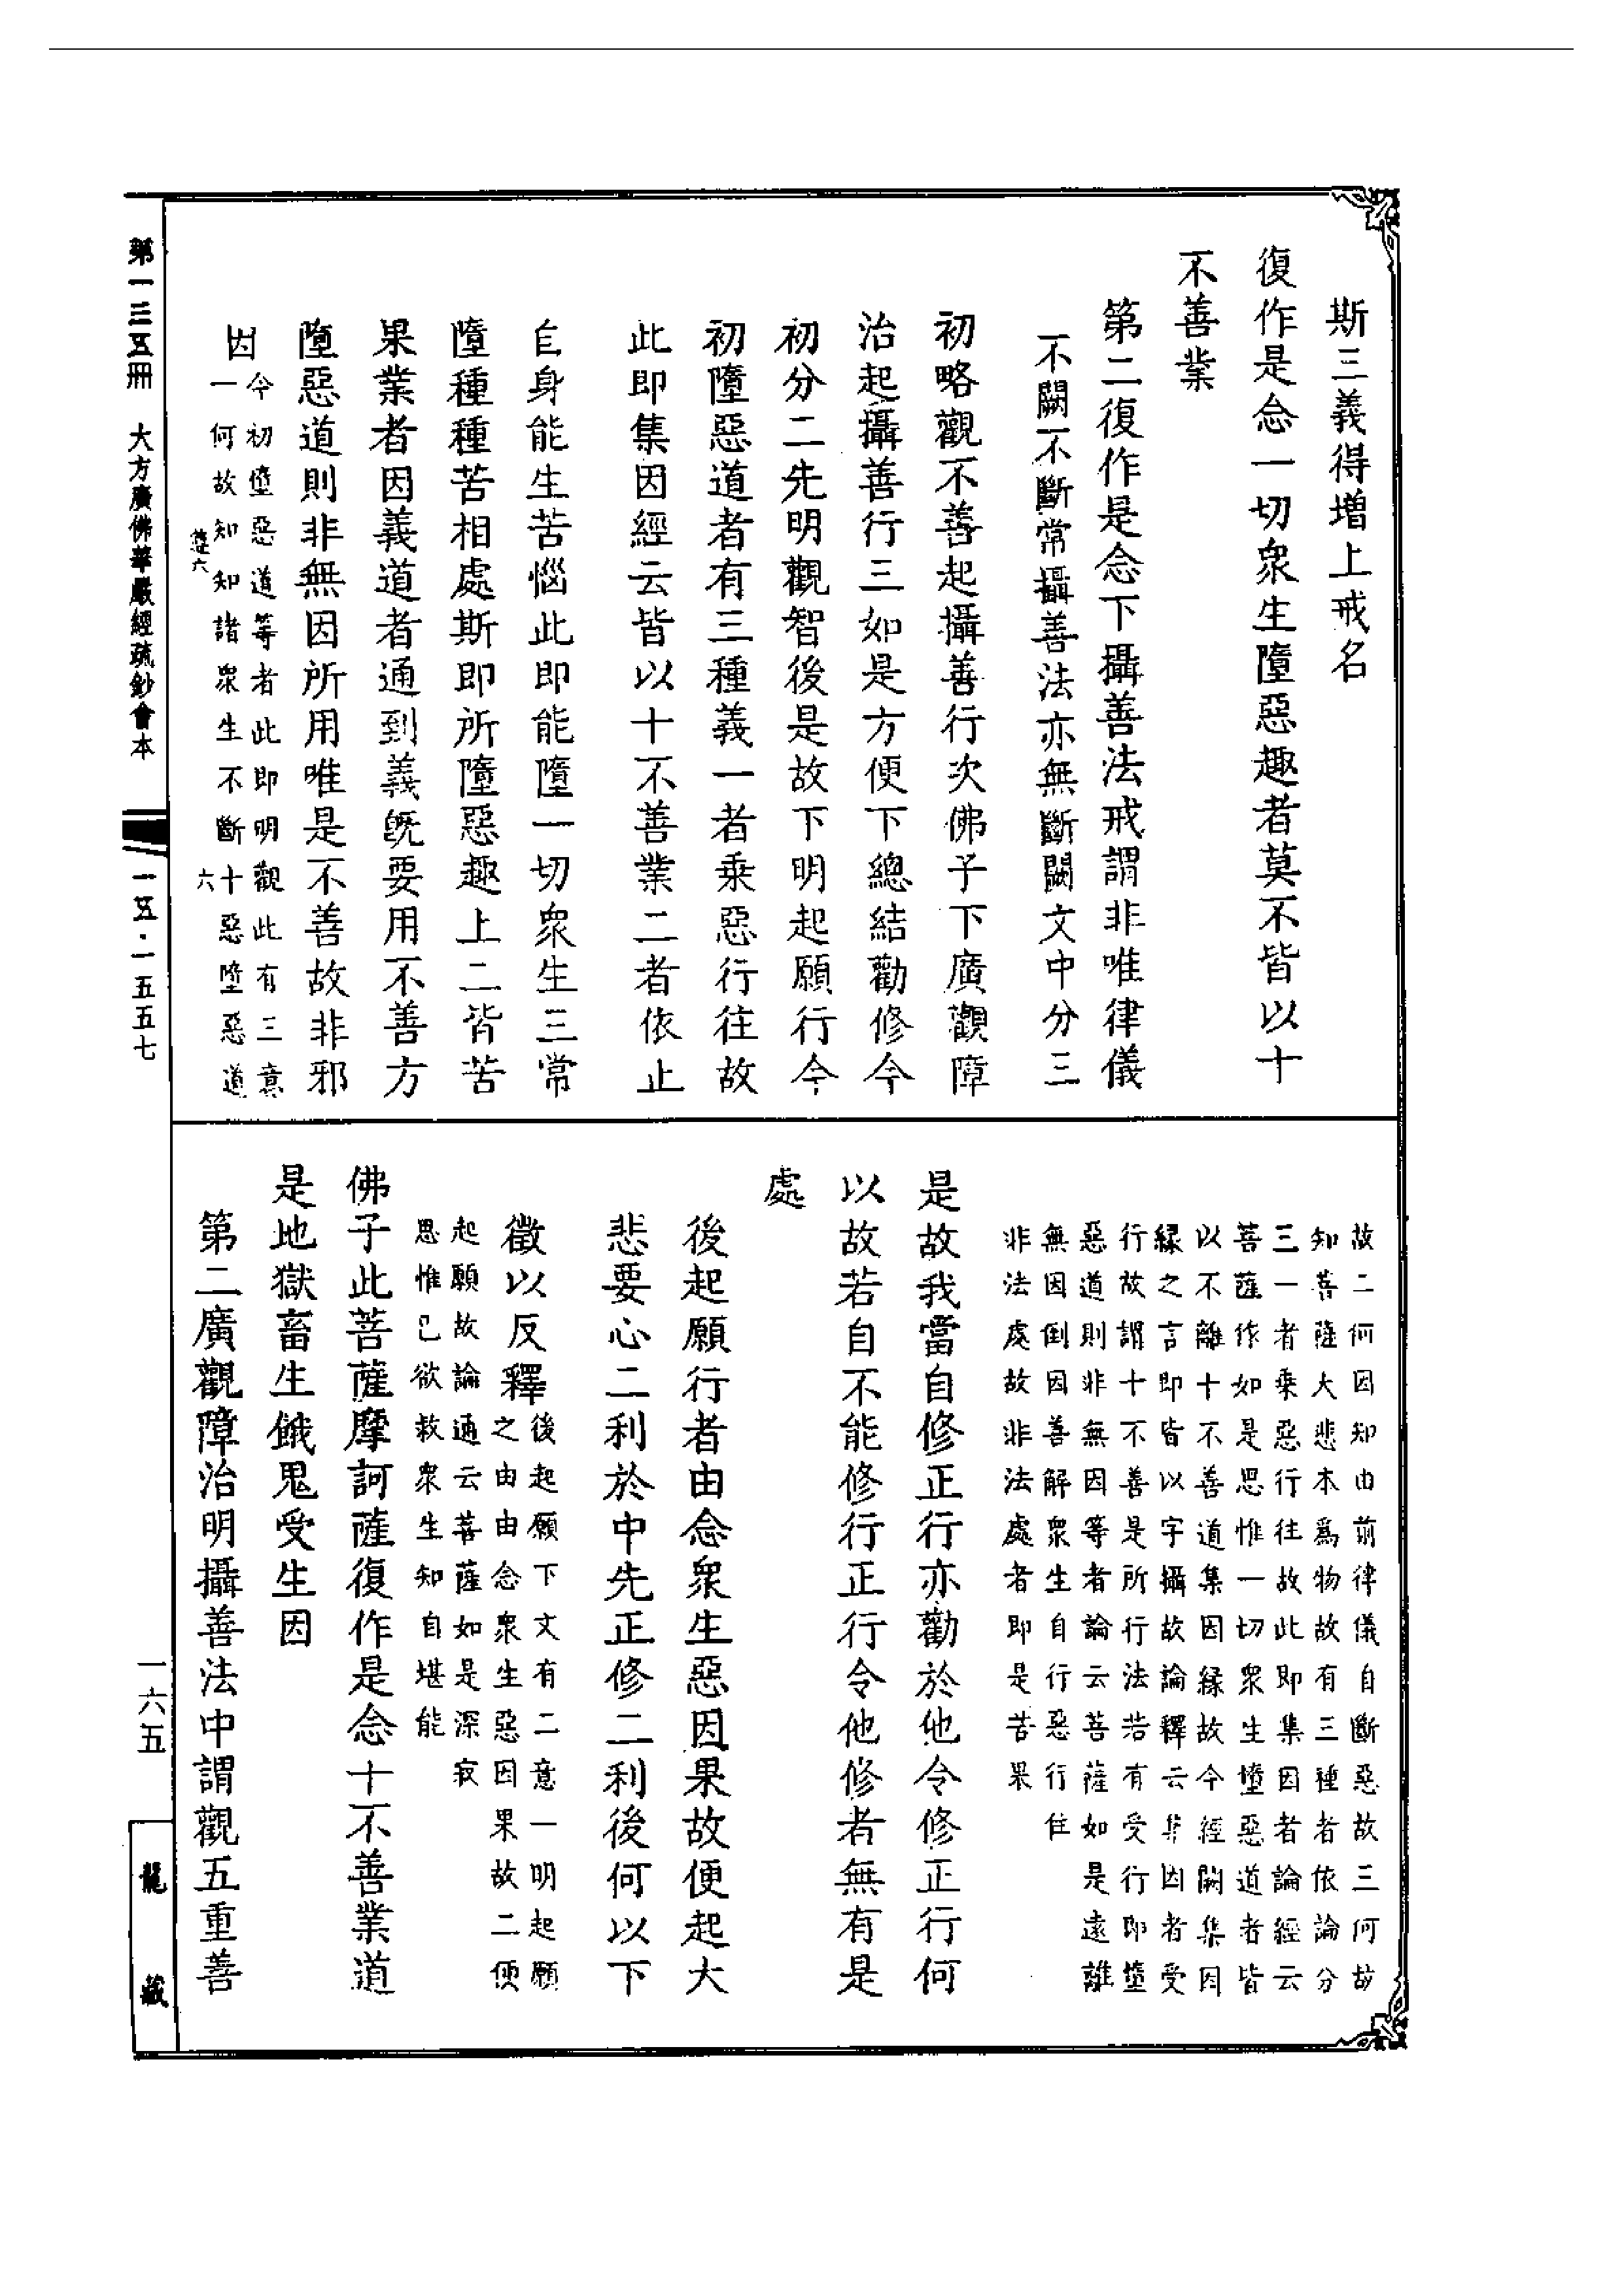 斯三義得增上戒名
復作是念一切衆生墮惡趣者莫不皆以十
不善業
第二復作是念下攝善法戒謂非唯律儀
不闕不斷常攝善法亦無斷闕文中分三
初略觀不善起攝善行次佛子下廣觀障
治起攝善行三如是方便下總結勸修今
初分二先明觀智後是故下明起願行今
初墮惡道者有三種義一者乘惡行往故
此即集因經云皆以十不善業二者依止
自身能生苦惱此即能墮一切衆生三常
墮種種苦相處斯即所墮惡趣上二皆苦
果業者因義道者通到義旣要用不善方
墮惡道則非無因所用唯是不善故非邪
因
今初墮惡道等者此即明觀此有三意
一何故知知諸衆生不斷十惡墮惡道
故二何因知由前律儀自斷惡故三何故
知菩薩大悲本爲物故有三種者依論分
三一者乘惡行往故此即集因者論經云
菩薩作如是思惟一切衆生墮惡道者皆
以不離十不善道集因緣故今經闕集因
緣之言即皆以字攝故論釋云集因者受
行故謂十不善是所行法若有受行即墮
惡道則非無因等者論云菩薩如是遠離
無因倒因善解衆生自行惡行住
非法處故非法處者即是苦果
是故我當自修正行亦勸於他令修正行何
以故若自不能修行正行令他修者無有是
處
後起願行者由念衆生惡因果故便起大
悲要心二利於中先正修二利後何以下
徵以反釋
後起願下文有二意一明起願
之由由念衆生惡因果故二便
起願故論通云菩薩如是深寂
思惟已欲救衆生知自堪能
佛子此菩薩摩訶薩復作是念十不善業道
是地獄畜生餓鬼受生因
第二廣觀障治明攝善法中謂觀五重善
第一三五冊 大方廣佛華嚴經疏鈔會本
一五·一五五七
一六五
龍藏
六